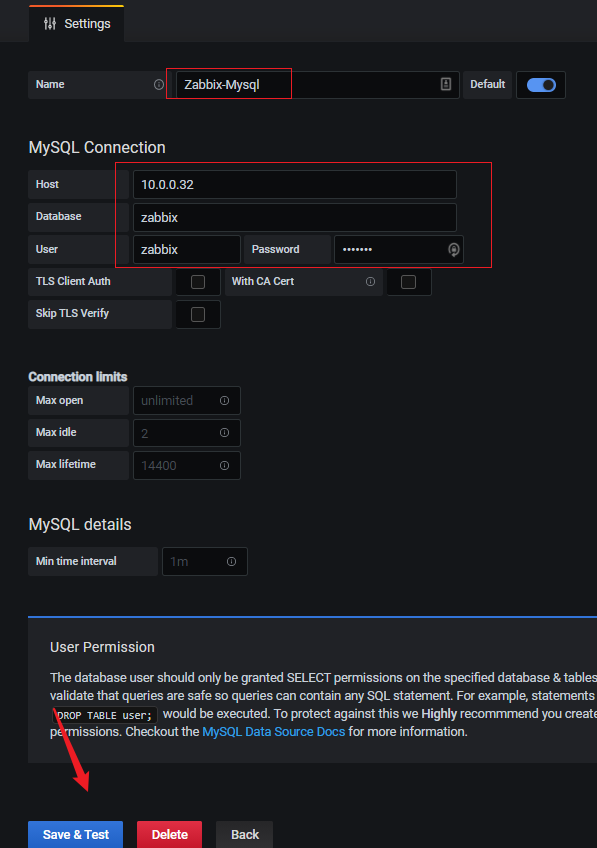 Settings
Name Zabbix-Mysql Default
MySQL Connection
Host 10.0.0.32
Database zabbix
User zabbix Password •••••••
TLS Client Auth With CA Cert
Skip TLS Verify
Connection limits
Max open unlimited
Max idle 2
Max lifetime 14400
MySQL details
Min time interval 1m
User Permission
The database user should only be granted SELECT permissions on the specified database & tables
validate that queries are safe so queries can contain any SQL statement. For example, statements
DROP TABLE user; would be executed. To protect against this we Highly recommmend you create
permissions. Checkout the MySQL Data Source Docs for more information.
Save & Test Delete Back